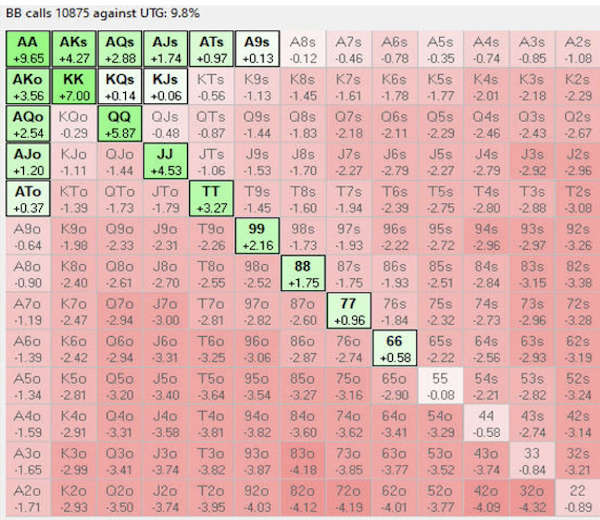 BB calls 10875 against UTG: 9.8%
AA AKs AQs AJs ATs A9s A8s A7s A6s A5s A4s A3s A2s
+9.65 +4.27 +2.88 +1.74 +0.97 +0.13 -0.12 -0.46 -0.78 -0.35 -0.74 -0.85 -1.08
AKo KK KQs KJs KTs K9s K8s K7s K6s K5s K4s K3s K2s
+3.56 +7.00 +0.14 +0.06 -0.56 -1.13 -1.45 -1.61 -1.78 -1.77 -2.01 -2.18 -2.29
AQo KQo QQ QJs QTs Q9s Q8s Q7s Q6s Q5s Q4s Q3s Q2s
+2.54 -0.29 +5.87 -0.48 -0.87 -1.44 -1.83 -2.18 -2.11 -2.29 -2.46 -2.43 -2.67
AJo KJo QJo JJ JTs J9s J8s J7s J6s J5s J4s J3s J2s
+1.20 -1.11 -1.44 +4.53 -1.06 -1.53 -1.70 -2.27 -2.79 -2.27 -2.79 -2.92 -2.96
ATo KTo QTo JTo TT T9s T8s T7s T6s T5s T4s T3s T2s
+0.37 -1.39 -1.73 -1.79 +3.27 -1.45 -1.60 -1.94 -2.39 -2.75 -2.80 -2.88 -3.08
A9o K9o Q9o J9o T9o 99 98s 97s 96s 95s 94s 93s 92s
-0.64 -1.98 -2.33 -2.31 -2.26 +2.16 -1.73 -1.93 -2.22 -2.72 -2.96 -2.97 -3.26
A8o K8o Q8o J8o T8o 98o 88 87s 86s 85s 84s 83s 82s
-0.90 -2.40 -2.61 -2.70 -2.55 -2.52 +1.75 -1.75 -1.93 -2.51 -2.84 -3.15 -3.38
A7o K7o Q7o J7o T7o 97o 87o 77 76s 75s 74s 73s 72s
-1.19 -2.47 -2.94 -3.00 -2.81 -2.82 -2.60 +0.96 -1.84 -2.32 -2.73 -2.96 -3.28
A6o K6o Q6o J6o T6o 96o 86o 76o 66 65s 64s 63s 62s
-1.39 -2.42 -2.94 -3.31 -3.25 -3.06 -2.87 -2.74 +0.58 -2.22 -2.56 -2.93 -3.19
A5o K5o Q5o J5o T5o 95o 85o 75o 65o 55 54s 53s 52s
-1.34 -2.81 -3.20 -3.40 -3.64 -3.54 -3.27 -3.16 -2.90 -0.08 -2.21 -2.82 -3.24
A4o K4o Q4o J4o T4o 94o 84o 74o 64o 54o 44 43s 42s
-1.59 -2.91 -3.31 -3.58 -3.81 -3.82 -3.60 -3.62 -3.41 -3.29 -0.58 -2.74 -3.14
A3o K3o Q3o J3o T3o 93o 83o 73o 63o 53o 43o 33 32s
-1.65 -2.99 -3.41 -3.74 -3.82 -3.87 -4.18 -3.85 -3.77 -3.52 -3.74 -0.84 -3.21
A2o K2o Q2o J2o T2o 92o 82o 72o 62o 52o 42o 32o 22
-1.71 -2.93 -3.50 -3.74 -3.95 -4.03 -4.12 -4.19 -4.01 -3.77 -4.09 -4.32 -0.89